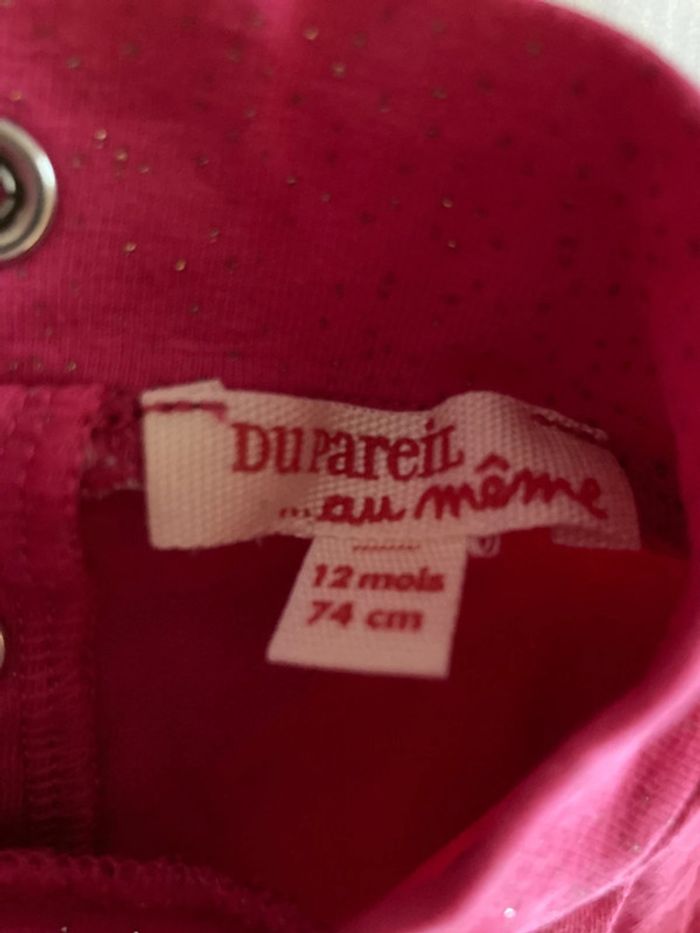 DUPareiL
...au même
12 mois
74 cm